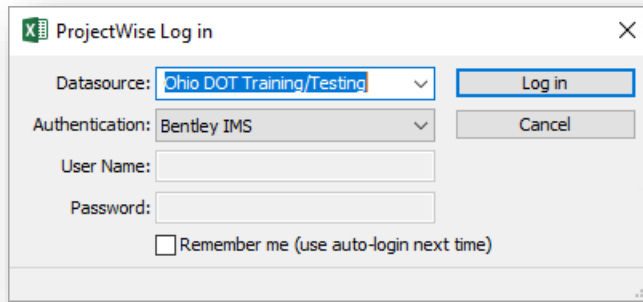 ProjectWise Log in
Datasource: Ohio DOT Training/Testing Log in
Authentication: Bentley IMS Cancel
User Name:
Password:
Remember me (use auto-login next time)